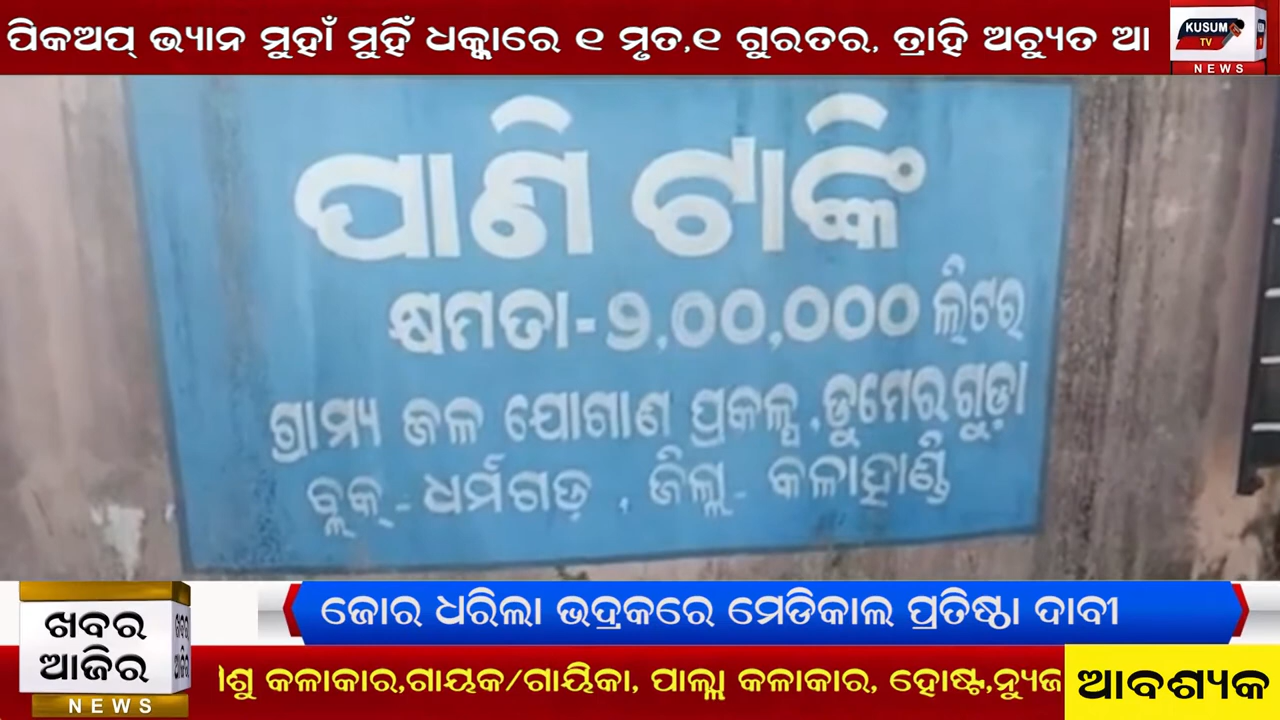 ପିକଅପ୍ ଭ୍ୟାନ ମୁହାଁ ମୁହିଁ ଧକ୍କାରେ ୧ ମୃତ,୧ ଗୁରତର, ତ୍ରାହି ଅଚ୍ୟୁତ ଆ
KUSUM
TV
NEWS
ପାଣି ଟାଙ୍କି
କ୍ଷମତା-୨,୦୦,୦୦୦ ଲିଟର
ଗ୍ରାମ୍ୟ ଜଳ ଯୋଗାଣ ପ୍ରକଳ୍ପ ,ଡୁମେରଗୁଡ଼ା
ବ୍ଲକ୍ - ଧର୍ମଗଡ଼ , ଜିଲ୍ଲା - କଳାହାଣ୍ଡି
ଜୋର ଧରିଲା ଭଦ୍ରକରେ ମେଡିକାଲ ପ୍ରତିଷ୍ଠା ଦାବୀ
ଖବର
ଆଜିର
NEWS
ଶିଶୁ କଳାକାର,ଗାୟକ/ଗାୟିକା, ପାଲ୍ଲା କଳାକାର, ହୋଷ୍ଟ,ନ୍ୟୁଜ
ଆବଶ୍ୟକ